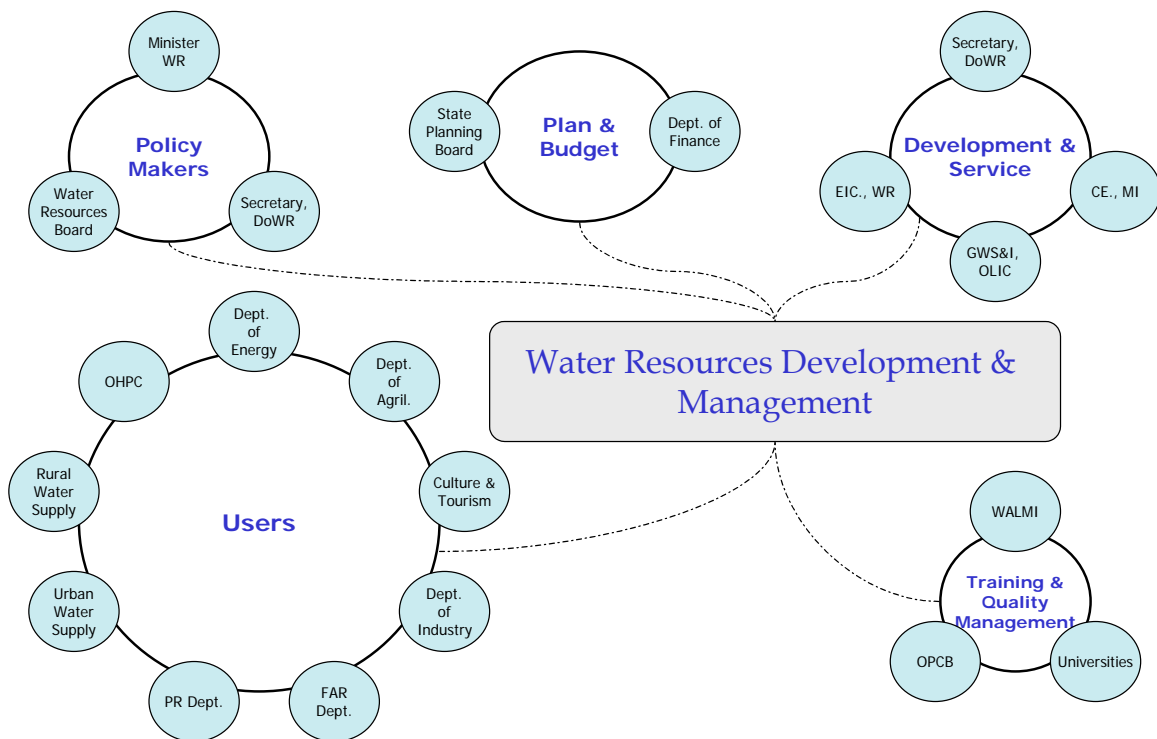 Minister
WR
Policy
Makers
Water
Resources
Board
Secretary,
DoWR
State
Planning
Board
Plan &
Budget
Dept. of
Finance
Secretary,
DoWR
Development &
Service
EIC., WR
CE., MI
GWS&I,
OLIC
Water Resources Development &
Management
Dept.
of
Energy
OHPC
Dept.
of
Agril.
Rural
Water
Supply
Culture &
Tourism
Users
Urban
Water
Supply
Dept.
of
Industry
PR Dept.
FAR
Dept.
WALMI
Training &
Quality
Management
OPCB
Universities